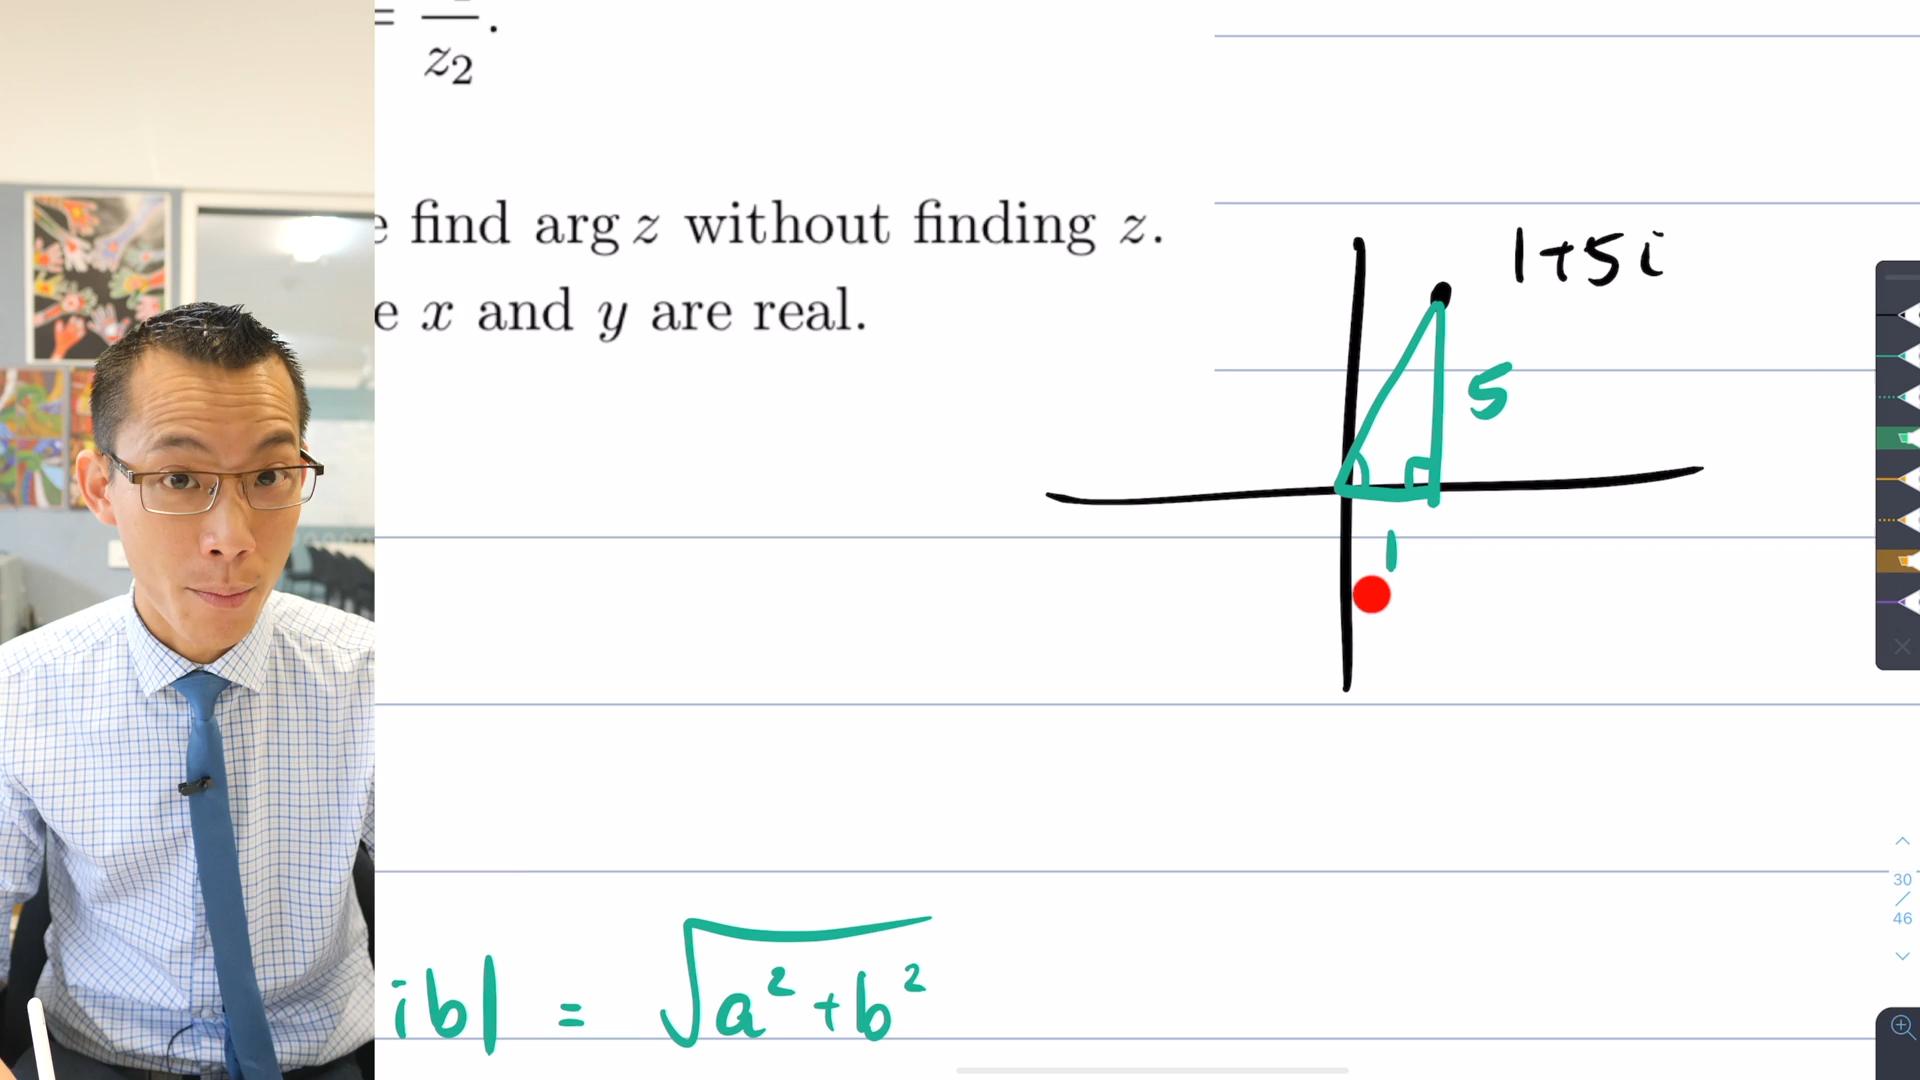 = 
z₂ .
find arg z without finding z.
e x and y are real.
1+5i
5
1
ib| = √a²+b²
30
/
46